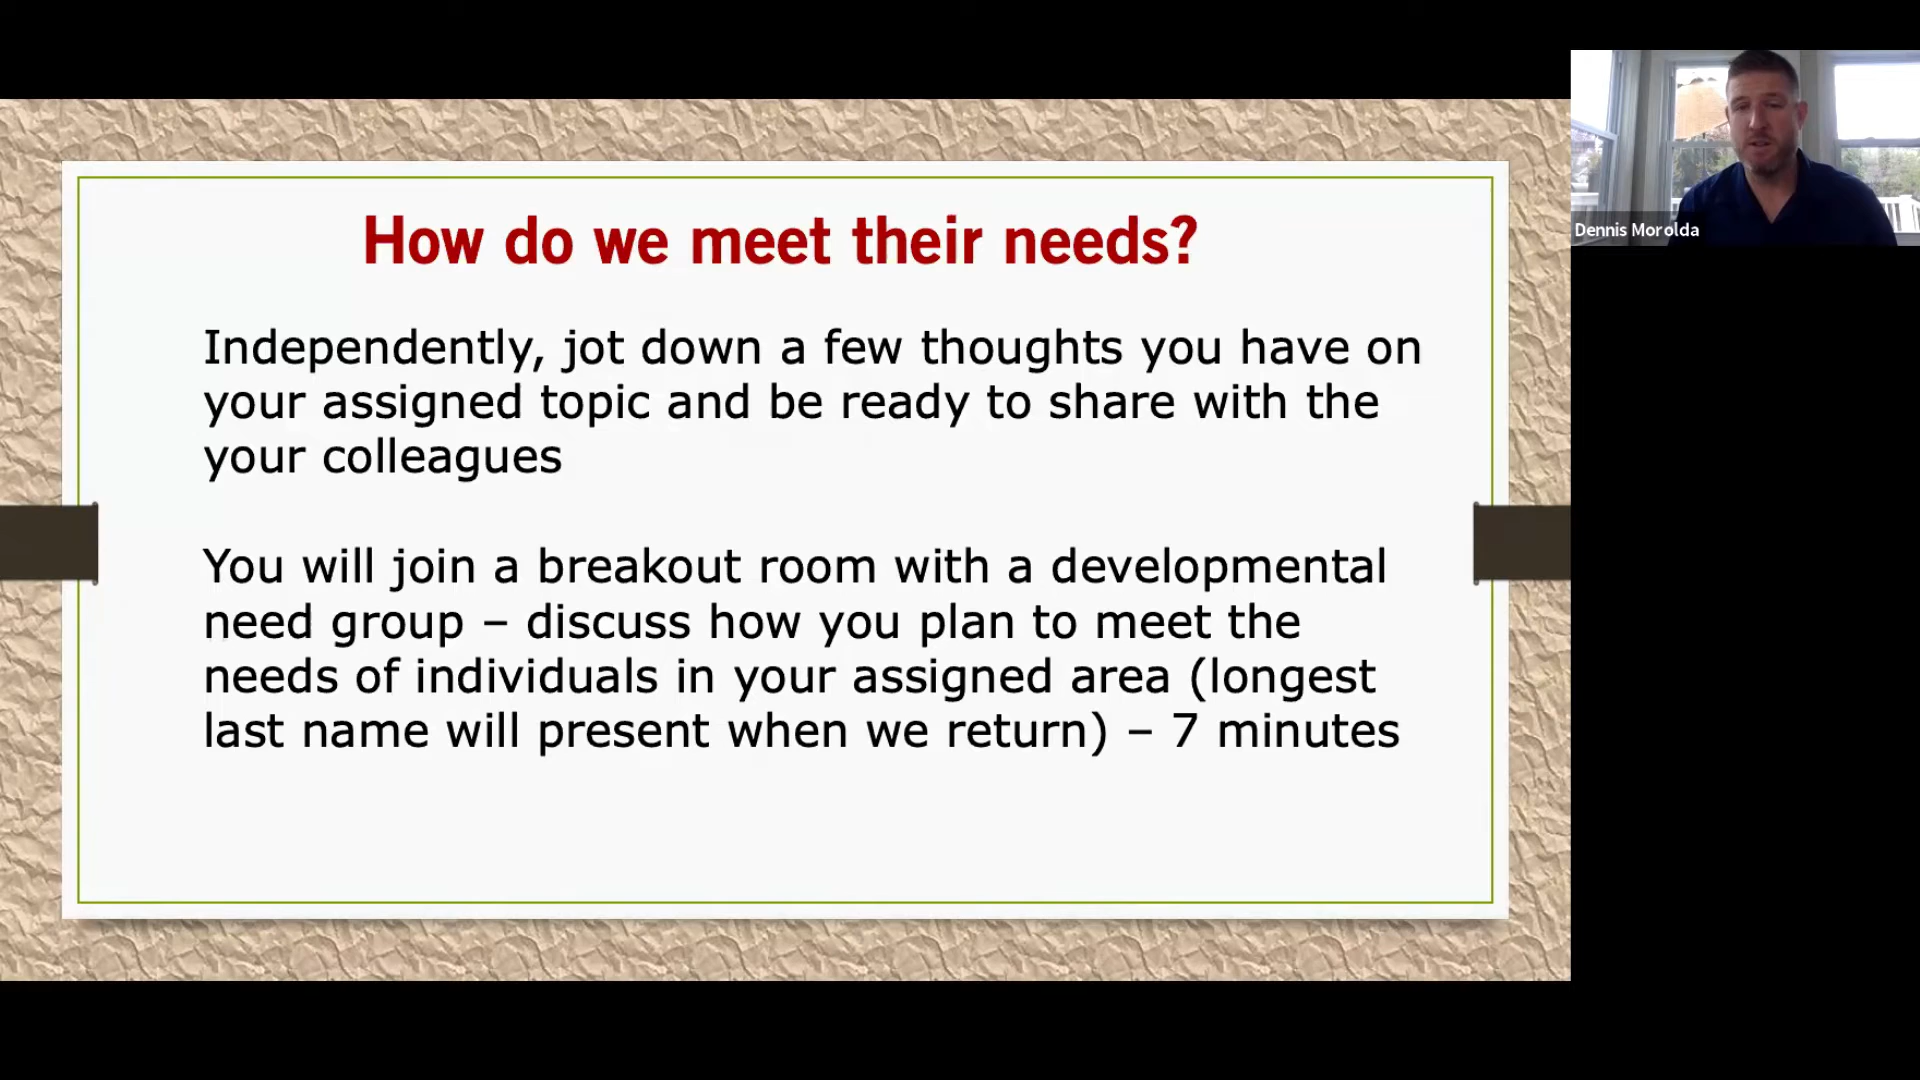 How do we meet their needs?
Independently, jot down a few thoughts you have on
your assigned topic and be ready to share with the
your colleagues
You will join a breakout room with a developmental
need group – discuss how you plan to meet the
needs of individuals in your assigned area (longest
last name will present when we return) – 7 minutes
Dennis Morolda